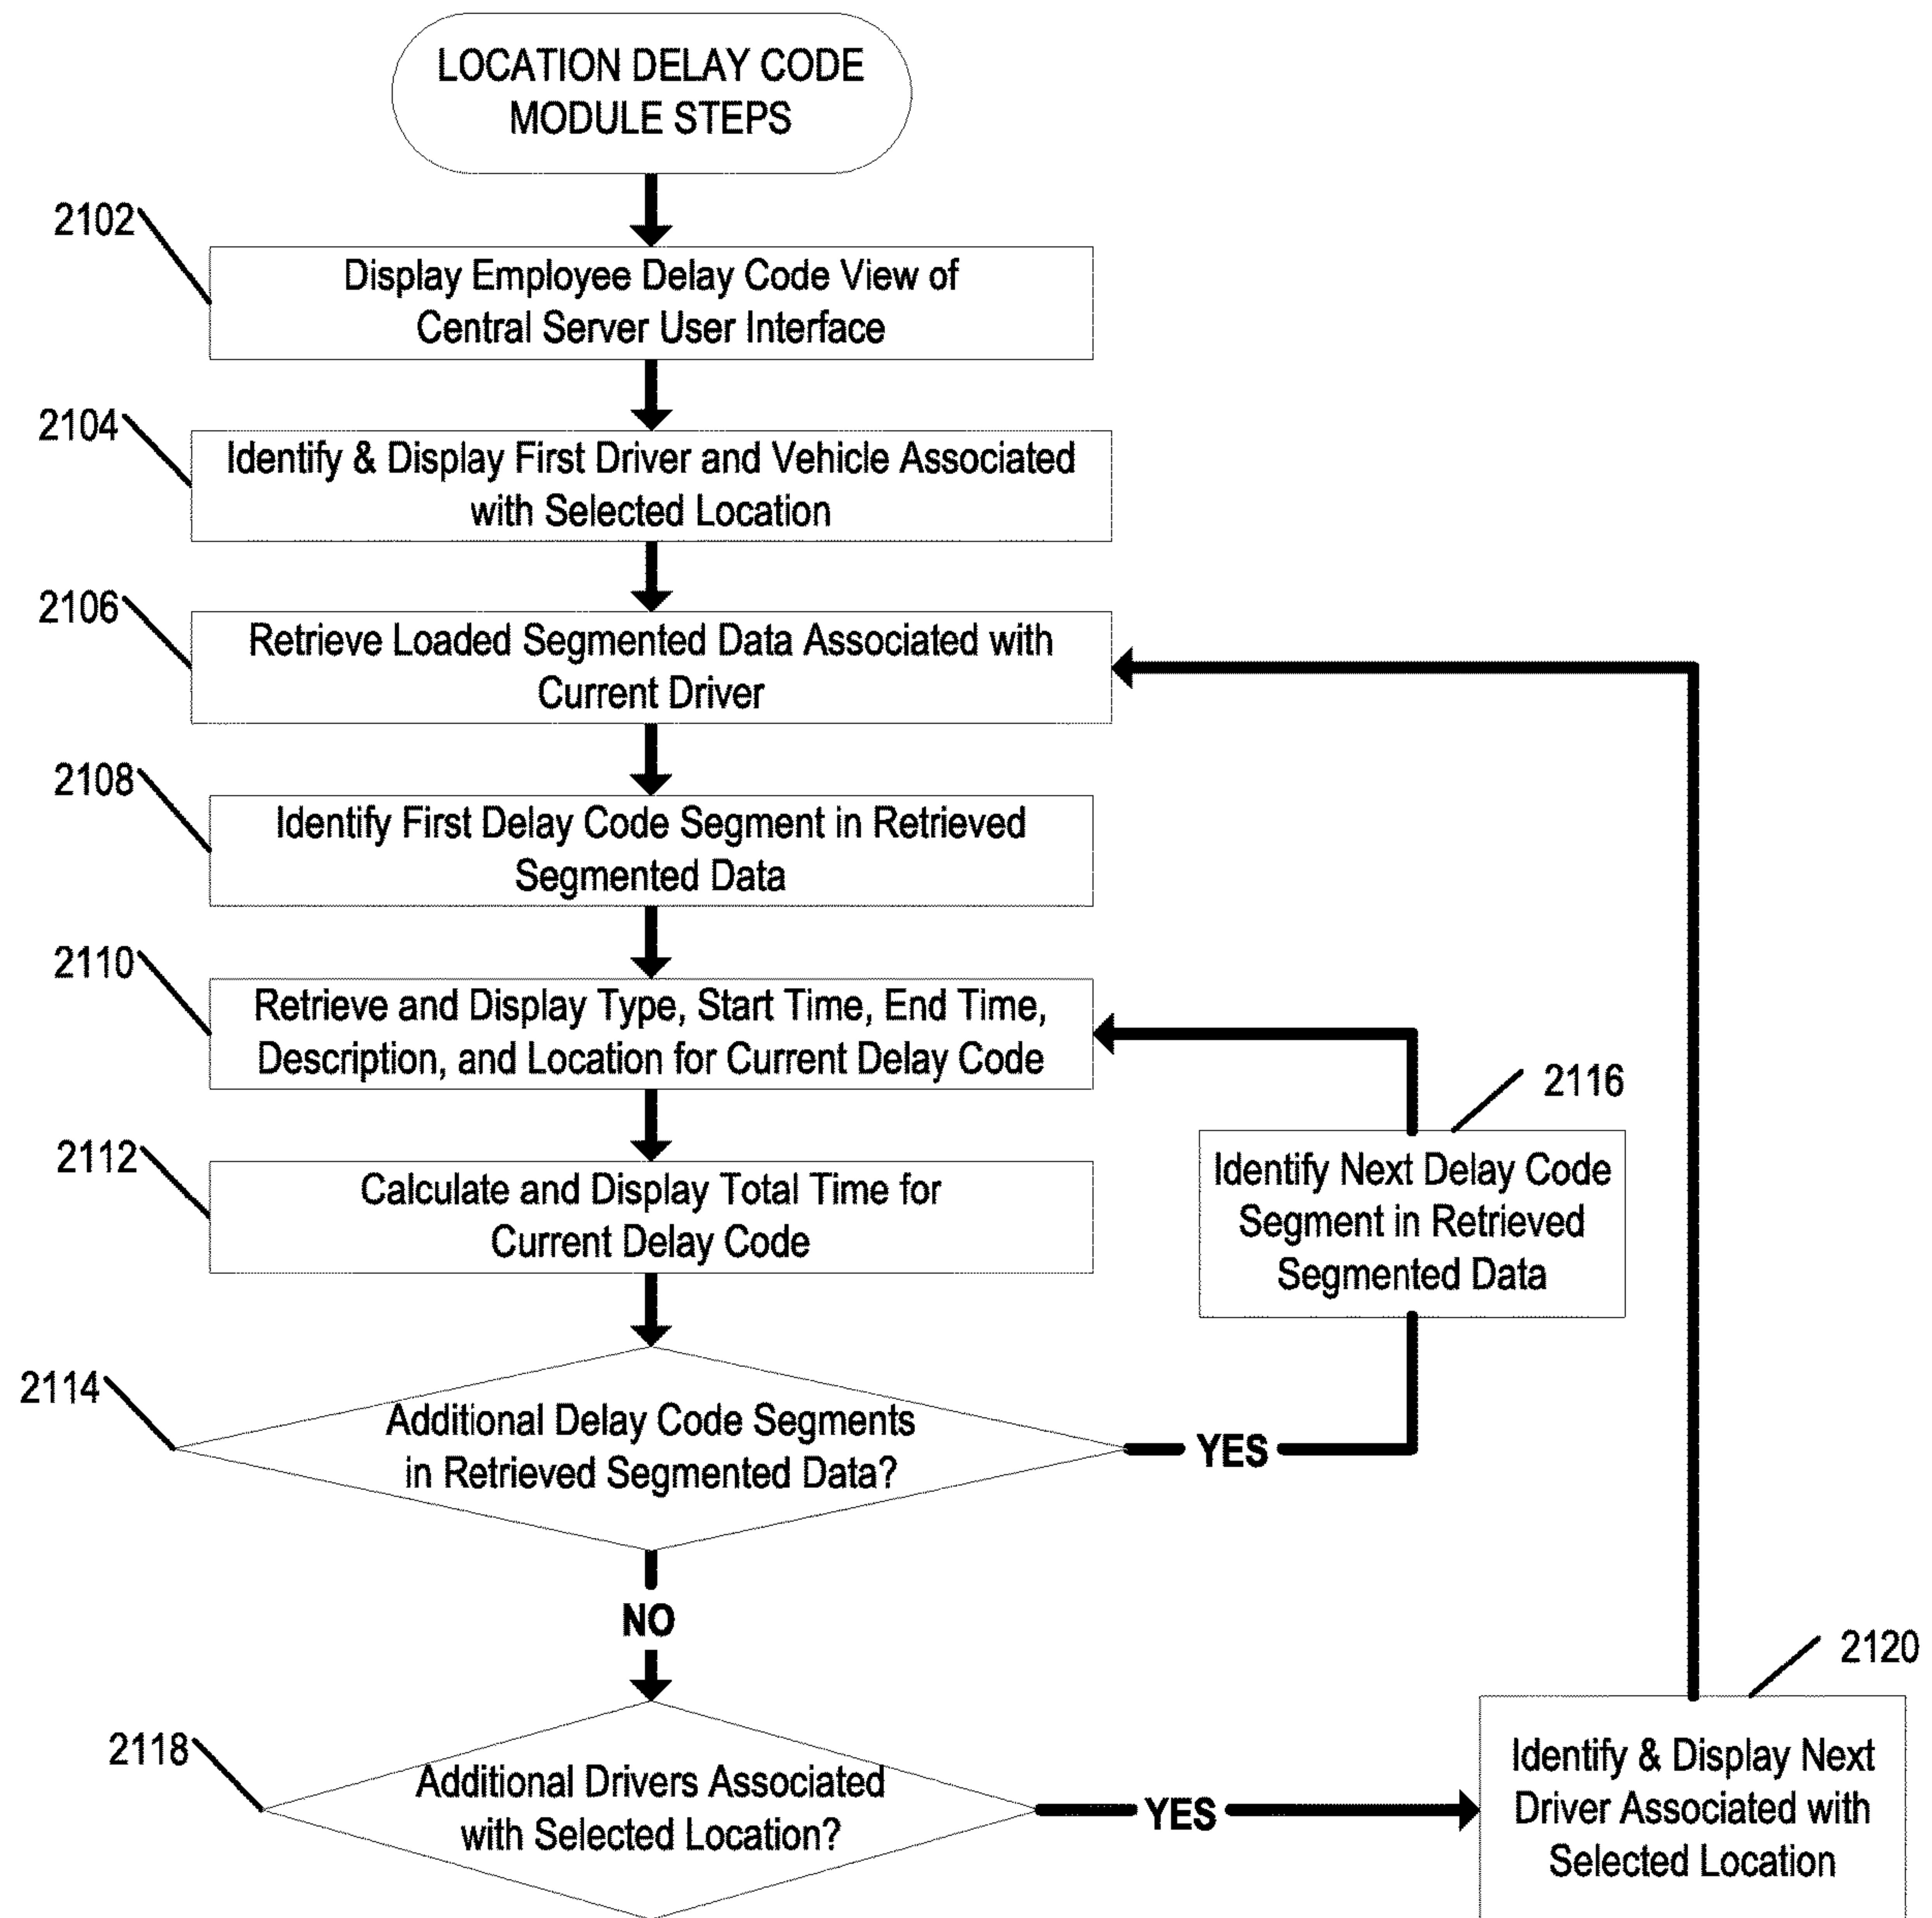 LOCATION DELAY CODE
MODULE STEPS
2102
Display Employee Delay Code View of
Central Server User Interface
2104
Identify & Display First Driver and Vehicle Associated
with Selected Location
2106
Retrieve Loaded Segmented Data Associated with
Current Driver
2108
Identify First Delay Code Segment in Retrieved
Segmented Data
2110
Retrieve and Display Type, Start Time, End Time,
Description, and Location for Current Delay Code
2116
Identify Next Delay Code
Segment in Retrieved
Segmented Data
2112
Calculate and Display Total Time for
Current Delay Code
2114
Additional Delay Code Segments
in Retrieved Segmented Data?
YES
NO
2118
Additional Drivers Associated
with Selected Location?
YES
2120
Identify & Display Next
Driver Associated with
Selected Location